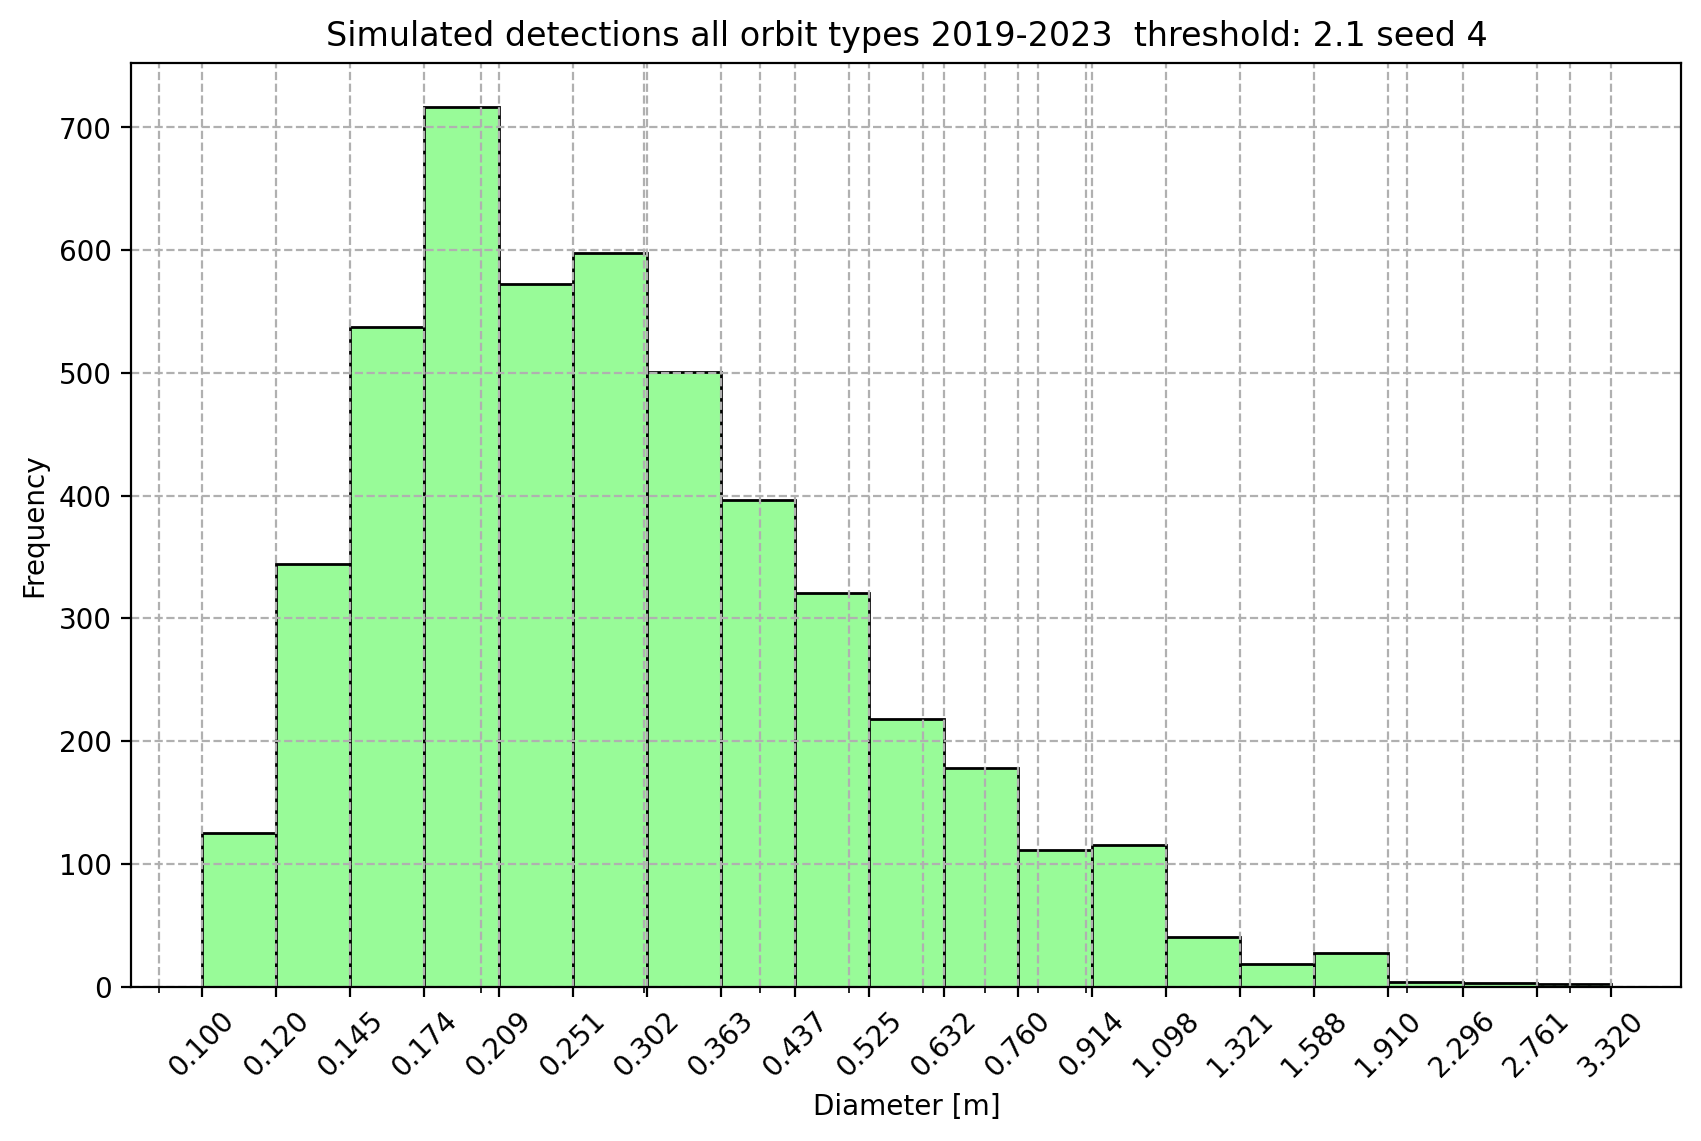 Simulated detections all orbit types 2019-2023  threshold: 2.1 seed 4
Frequency
700
600
500
400
300
200
100
0
0.100 0.120 0.145 0.174 0.209 0.251 0.302 0.363 0.437 0.525 0.632 0.760 0.914 1.098 1.321 1.588 1.910 2.296 2.761 3.320
Diameter [m]